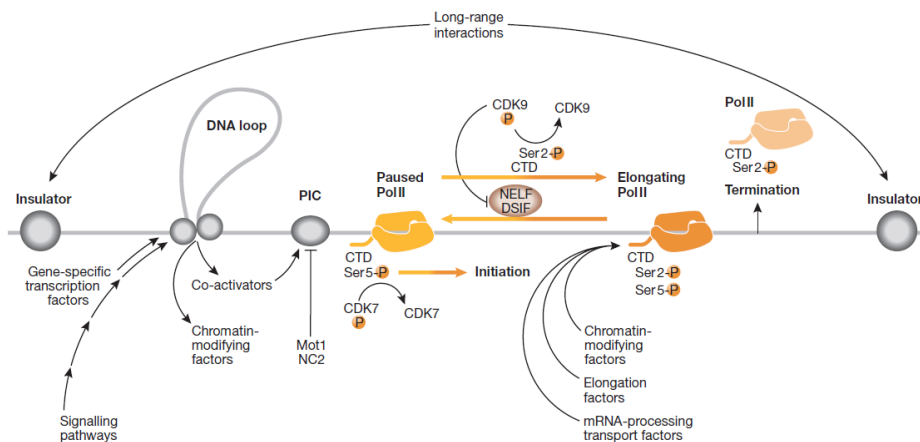 Long-range
interactions
DNA loop
CDK9
P
CDK9
Ser2-P
CTD
Pol II
CTD
Ser2-P
Insulator
PIC
Paused
Pol II
NELF
DSIF
Elongating
Pol II
Termination
Insulator
Gene-specific
transcription
factors
Co-activators
CTD
Ser5-P
Initiation
CTD
Ser2-P
Ser5-P
CDK7
P
CDK7
Chromatin-
modifying
factors
Mot1
NC2
Chromatin-
modifying
factors
Elongation
factors
Signalling
pathways
mRNA-processing
transport factors